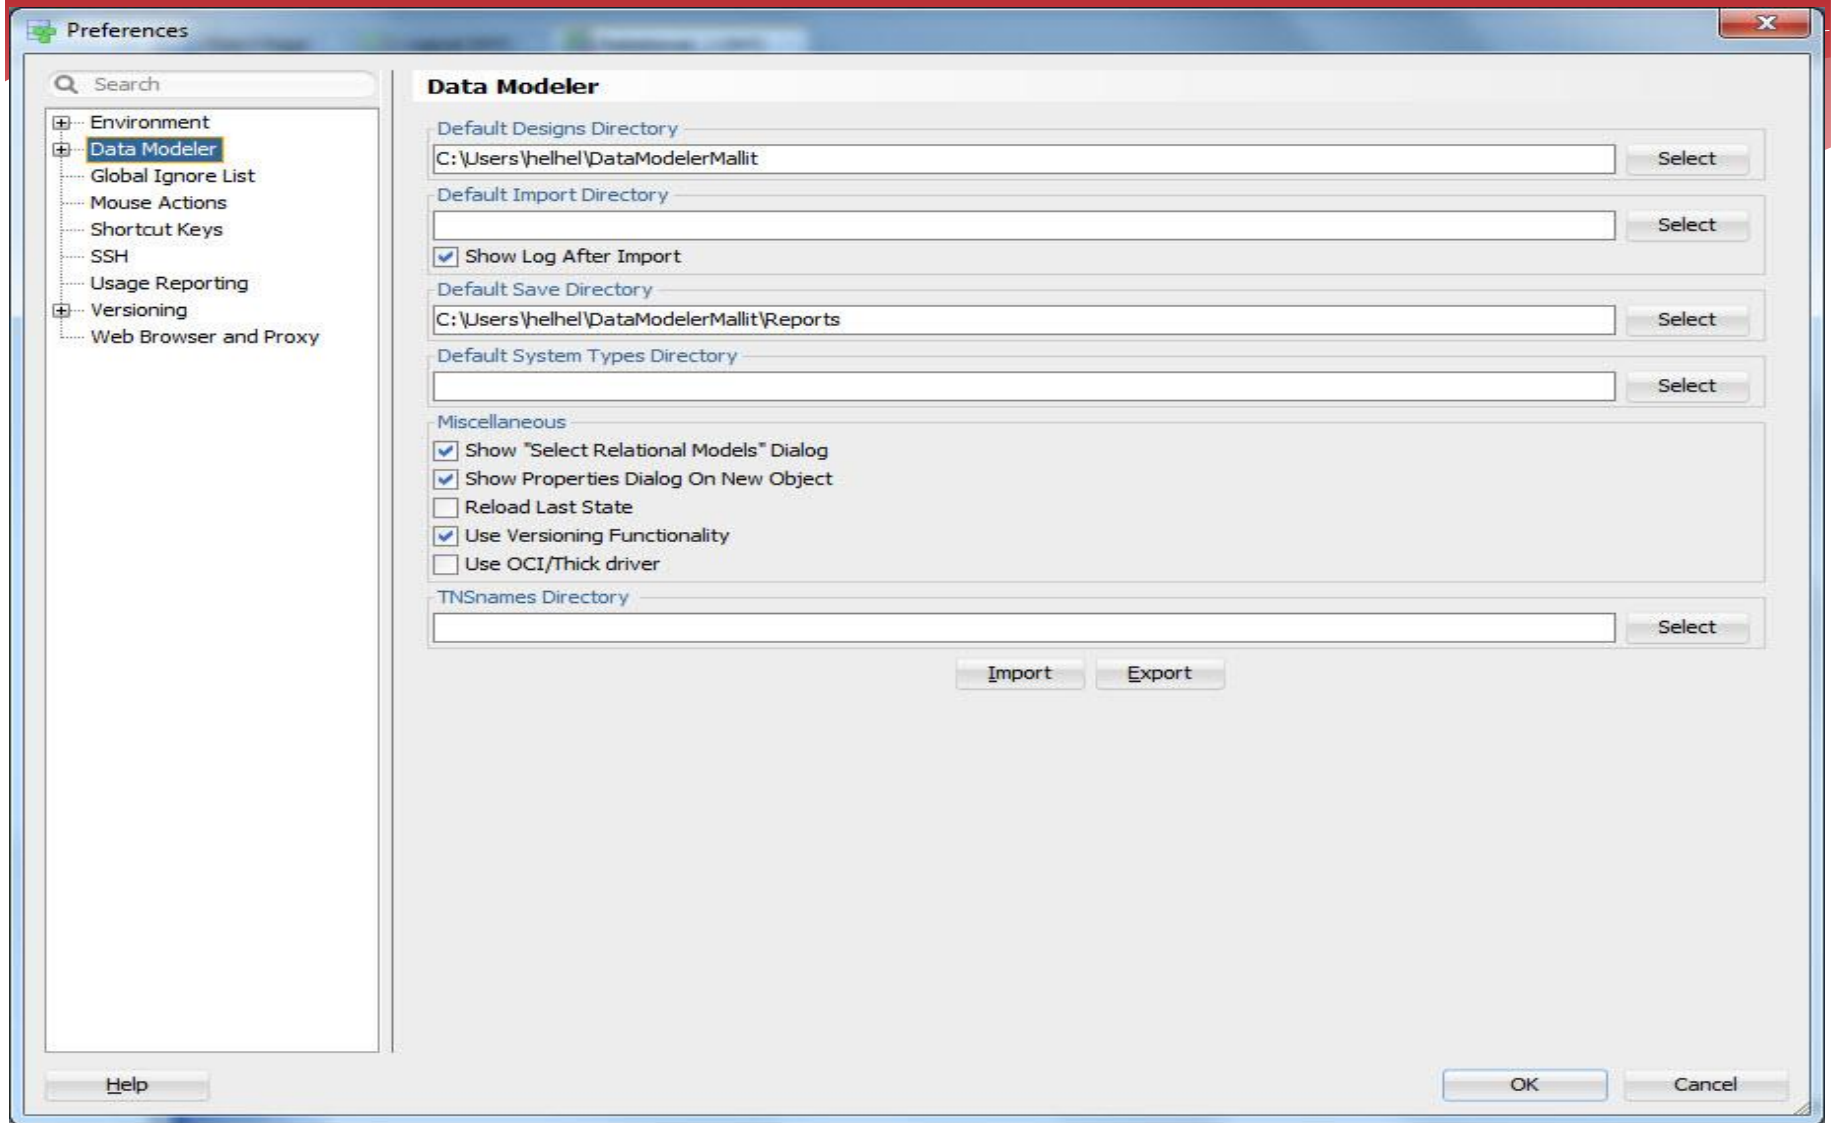 Preferences
Search
Environment
Data Modeler
Global Ignore List
Mouse Actions
Shortcut Keys
SSH
Usage Reporting
Versioning
Web Browser and Proxy
Data Modeler
Default Designs Directory
C:\Users\helhel\DataModelerMallit
Select
Default Import Directory
Select
Show Log After Import
Default Save Directory
C:\Users\helhel\DataModelerMallit\Reports
Select
Default System Types Directory
Select
Miscellaneous
Show "Select Relational Models" Dialog
Show Properties Dialog On New Object
Reload Last State
Use Versioning Functionality
Use OCI/Thick driver
TNSnames Directory
Select
Import Export
Help OK Cancel